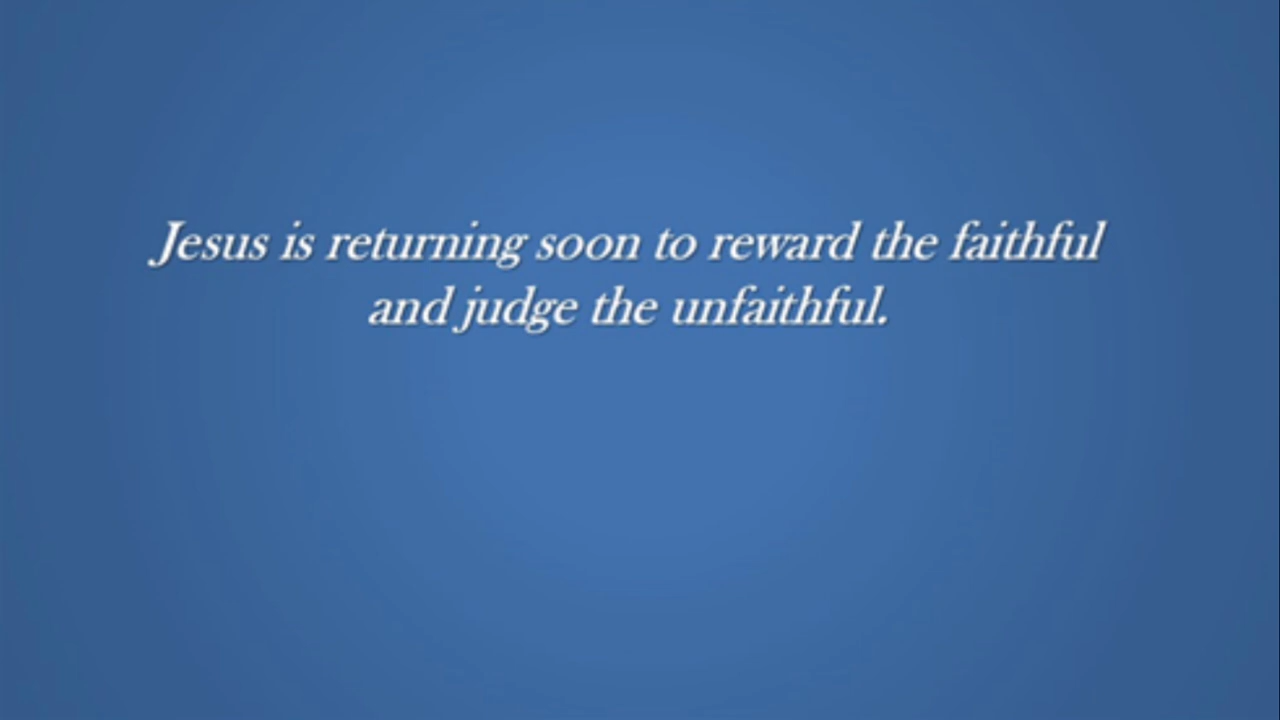 Jesus is returning soon to reward the faithful
and judge the unfaithful.